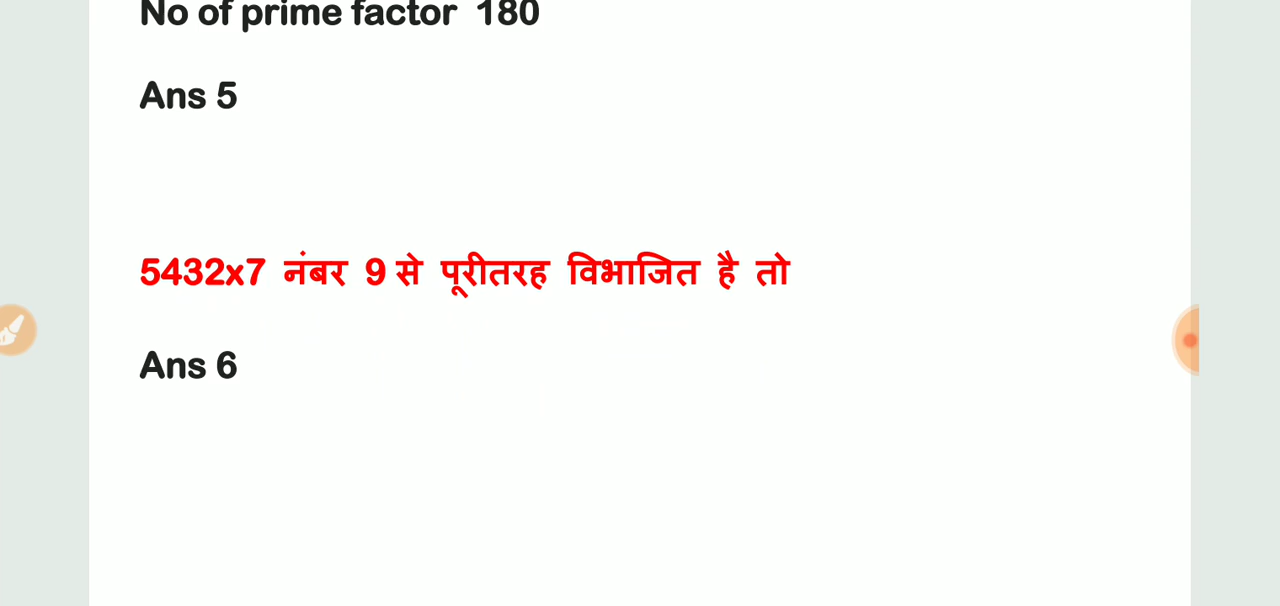 No of prime factor 180
Ans 5
5432x7 नंबर 9 से पूरीतरह विभाजित है तो
Ans 6